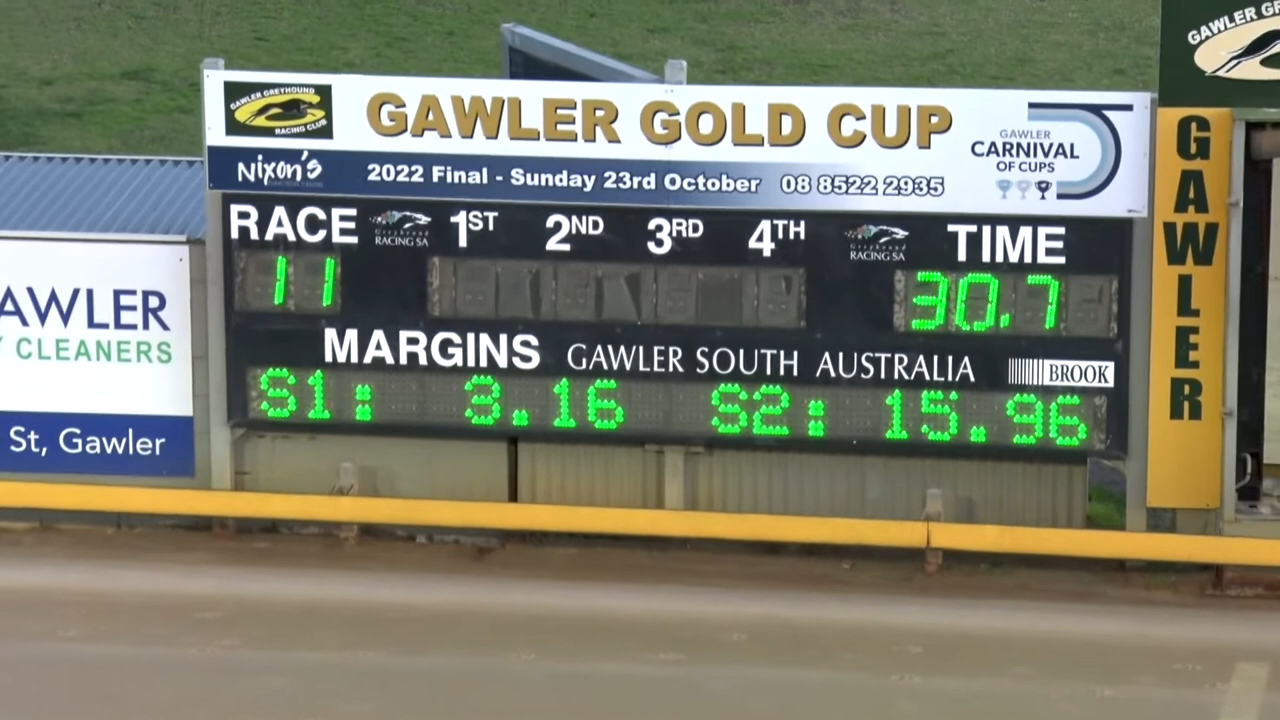 GAWLER GREYHOUND
RACING CLUB
GAWLER GOLD CUP
GAWLER
CARNIVAL
OF CUPS
Nixon's
2022 Final - Sunday 23rd October 08 8522 2935
RACE
RACING SA
1ST 2ND 3RD 4TH
RACING SA
TIME
11
30.7
MARGINS GAWLER SOUTH AUSTRALIA BROOK
S1: 3.16 S2: 15.96
AWLER
CLEANERS
St, Gawler
GAWLER GR
GAWLER